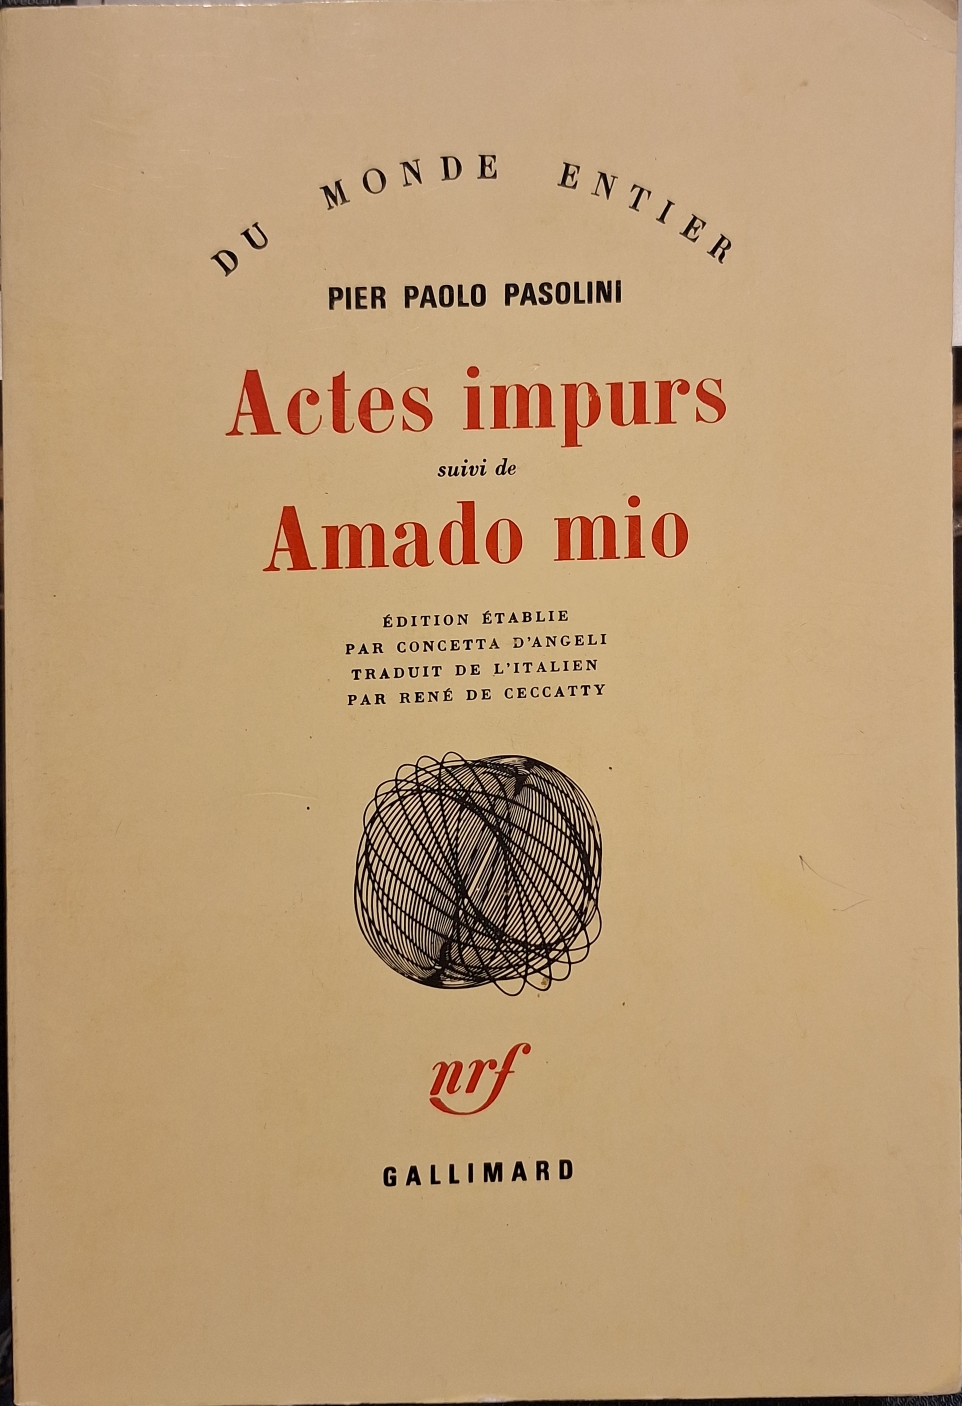 DU MONDE ENTIER
PIER PAOLO PASOLINI
Actes impurs
suivi de
Amado mio
ÉDITION ÉTABLIE
PAR CONCETTA D'ANGELI
TRADUIT DE L'ITALIEN
PAR RENÉ DE CECCATTY
nrf
GALLIMARD